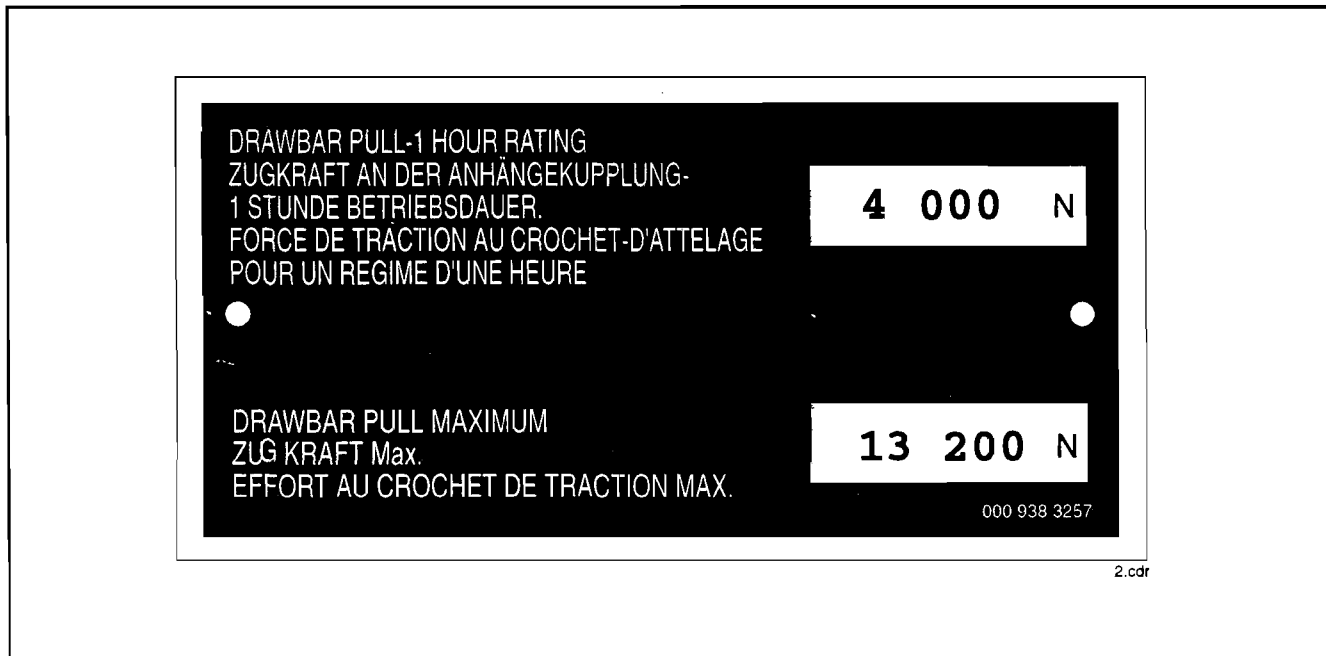 DRAWBAR PULL-1 HOUR RATING
ZUGKRAFT AN DER ANHÄNGEKUPPLUNG-
1 STUNDE BETRIEBSDAUER.
FORCE DE TRACTION AU CROCHET-D'ATTELAGE
POUR UN REGIME D'UNE HEURE
4 000 N
DRAWBAR PULL MAXIMUM
ZUG KRAFT Max.
EFFORT AU CROCHET DE TRACTION MAX.
13 200 N
000 938 3257
2.cdr